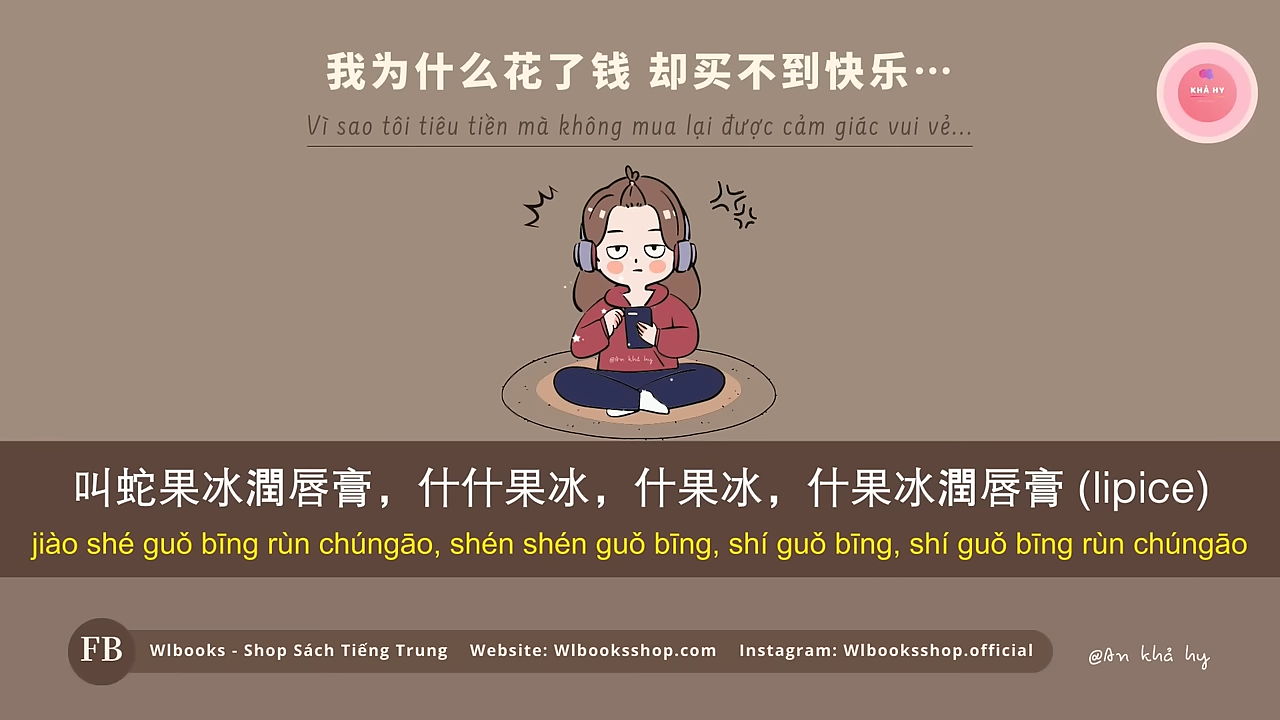 我为什么花了钱 却买不到快乐…
Vì sao tôi tiêu tiền mà không mua lại được cảm giác vui vẻ...
KHẢ HY
@An khả hy
叫蛇果冰潤唇膏，什什果冰，什果冰，什果冰潤唇膏 (lipice)
jiào shé guǒ bīng rùn chúngāo, shén shén guǒ bīng, shí guǒ bīng, shí guǒ bīng rùn chúngāo
FB
Wlbooks - Shop Sách Tiếng Trung Website: Wlbooksshop.com Instagram: Wlbooksshop.official
@An khả hy